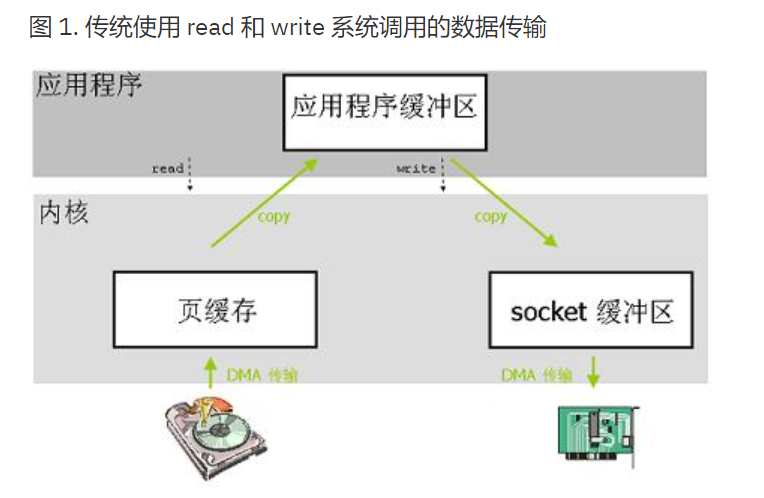 图 1. 传统使用 read 和 write 系统调用的数据传输
应用程序
应用程序缓冲区
read
write
内核
copy
copy
页缓存
socket 缓冲区
DMA 传输
DMA 传输